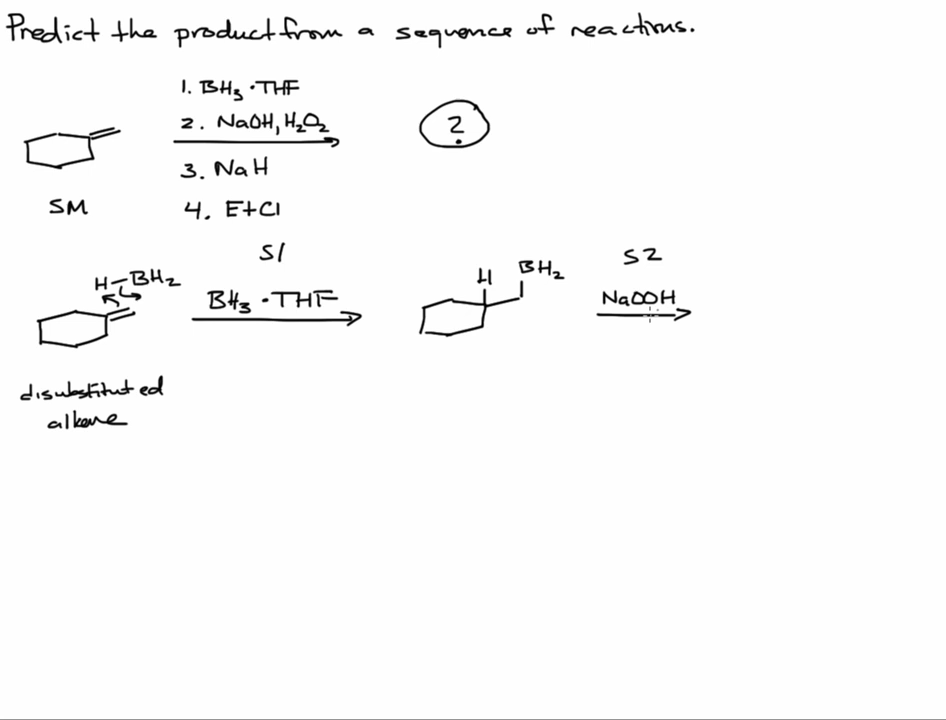 Predict the product from a sequence of reactions.
1. BH₃ · THF
2. NaOH, H₂O₂
3. NaH
4. EtCl
?
SM
S1
H-BH₂
BH₃ · THF
H
BH₂
S2
NaOOH
disubstituted
alkene